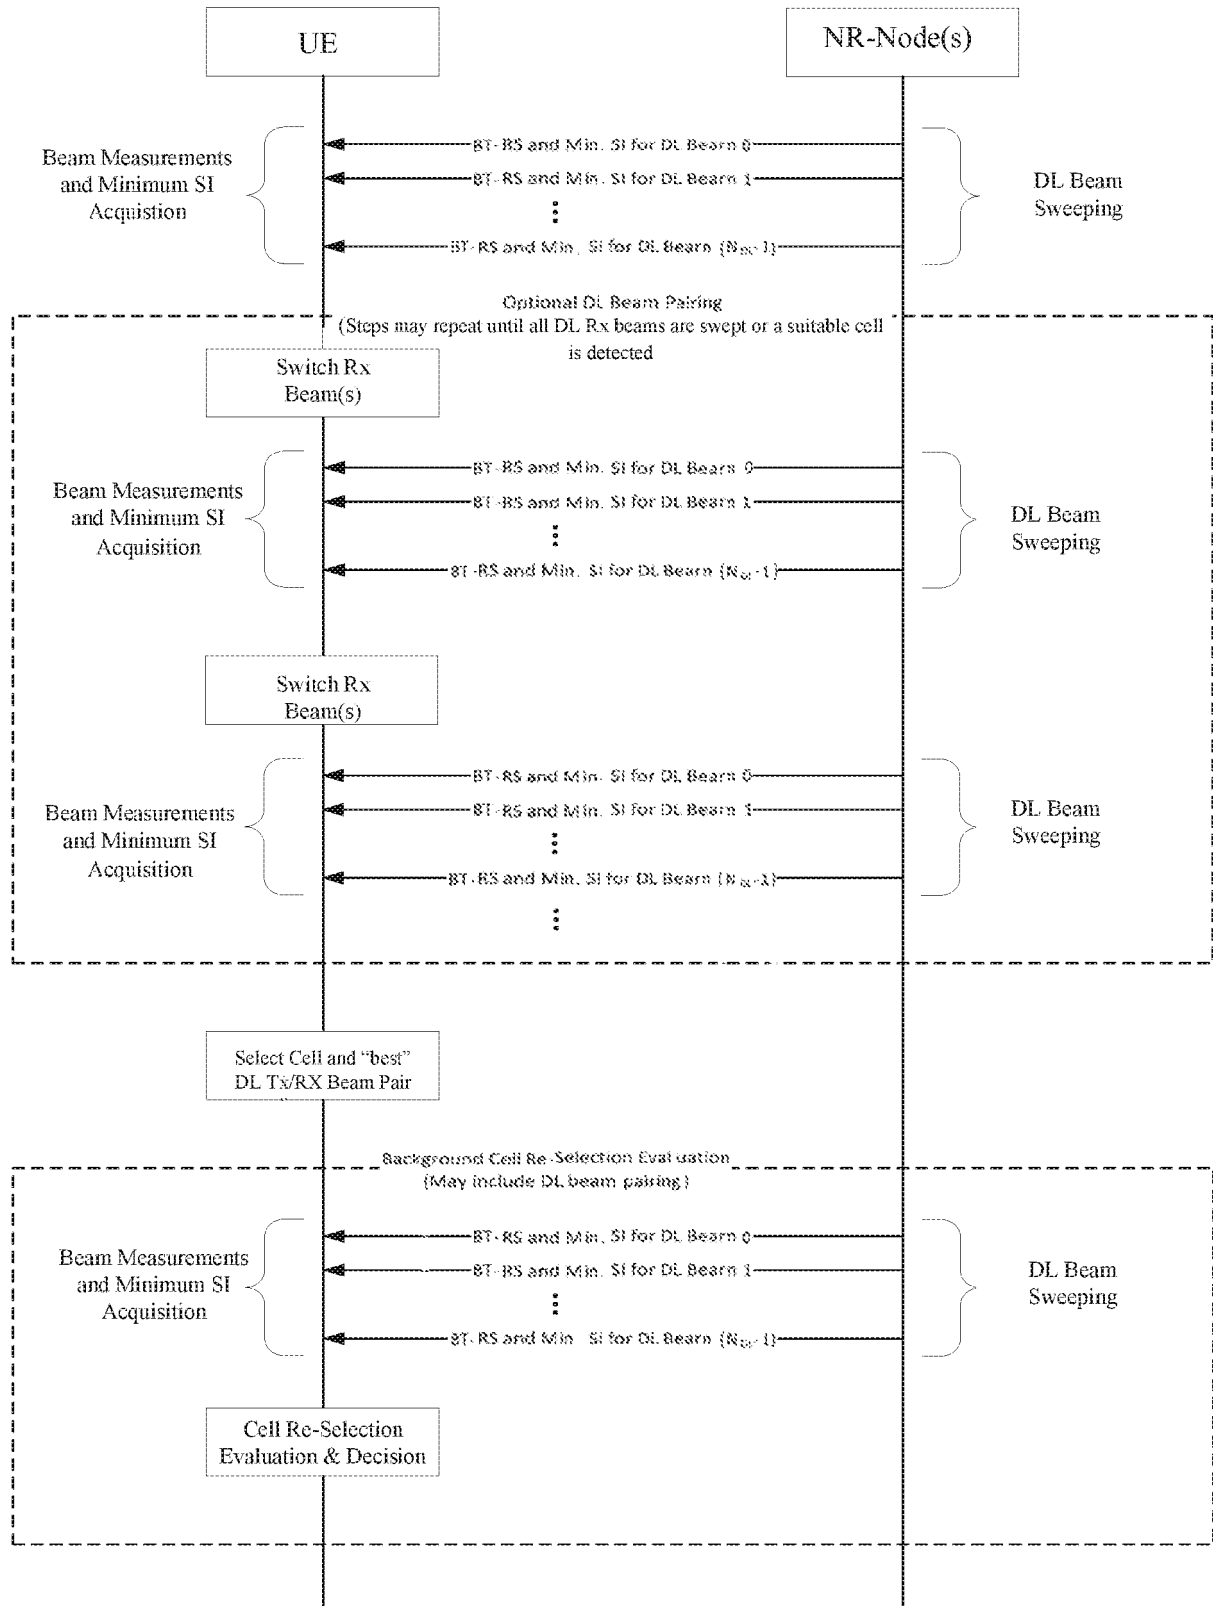 UE
NR-Node(s)
BT-RS and Min. SI for DL Beam 0
Beam Measurements
and Minimum SI
Acquistion
BT-RS and Min. SI for DL Beam 1
DL Beam
Sweeping
BT-RS and Min. SI for DL Beam (N
-1)
Optional DL Beam Pairing
(Steps may repeat until all DL Rx beams are swept or a suitable cell
is detected
Switch Rx
Beam(s)
BT-RS and Min. SI for DL Beam 0
Beam Measurements
and Minimum SI
Acquisition
BT-RS and Min. SI for DL Beam 1
DL Beam
Sweeping
BT-RS and Min. SI for DL Beam (N
-1)
Switch Rx
Beam(s)
BT-RS and Min. SI for DL Beam 0
Beam Measurements
and Minimum SI
Acquisition
BT-RS and Min. SI for DL Beam 1
DL Beam
Sweeping
BT-RS and Min. SI for DL Beam (N
-1)
Select Cell and “best”
DL Tx/RX Beam Pair
Background Cell Re-Selection Evaluation
(May include DL beam pairing)
BT-RS and Min. SI for DL Beam 0
Beam Measurements
and Minimum SI
Acquisition
BT-RS and Min. SI for DL Beam 1
DL Beam
Sweeping
BT-RS and Min SI for DL Beam (N
-1)
Cell Re-Selection
Evaluation & Decision